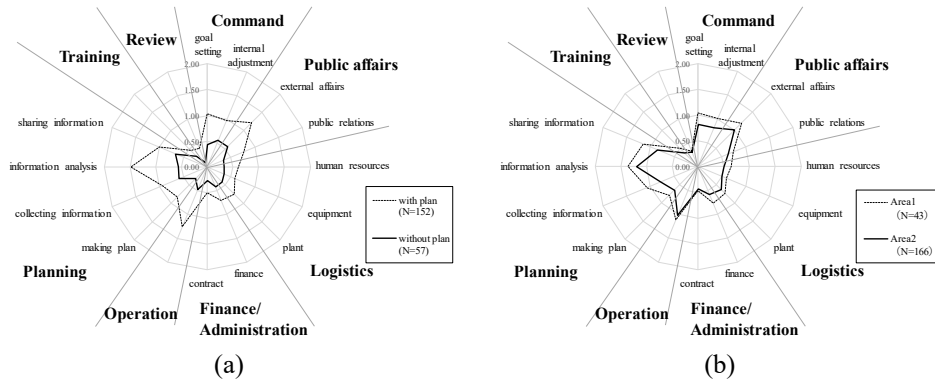 Command
Review
goal
setting
internal
adjustment
Training
Public affairs
external affairs
2.00
1.50
1.00
0.50
0.00
sharing information
public relations
information analysis
human resources
collecting information
equipment
making plan
plant
Planning
finance
contract
Logistics
Operation
Finance/
Administration
with plan
(N=152)
without plan
(N=57)
(a)
Command
Review
goal
setting
internal
adjustment
Training
Public affairs
external affairs
2.00
1.50
1.00
0.50
0.00
sharing information
public relations
information analysis
human resources
collecting information
equipment
making plan
plant
Planning
finance
contract
Logistics
Operation
Finance/
Administration
Area1
(N=43)
Area2
(N=166)
(b)